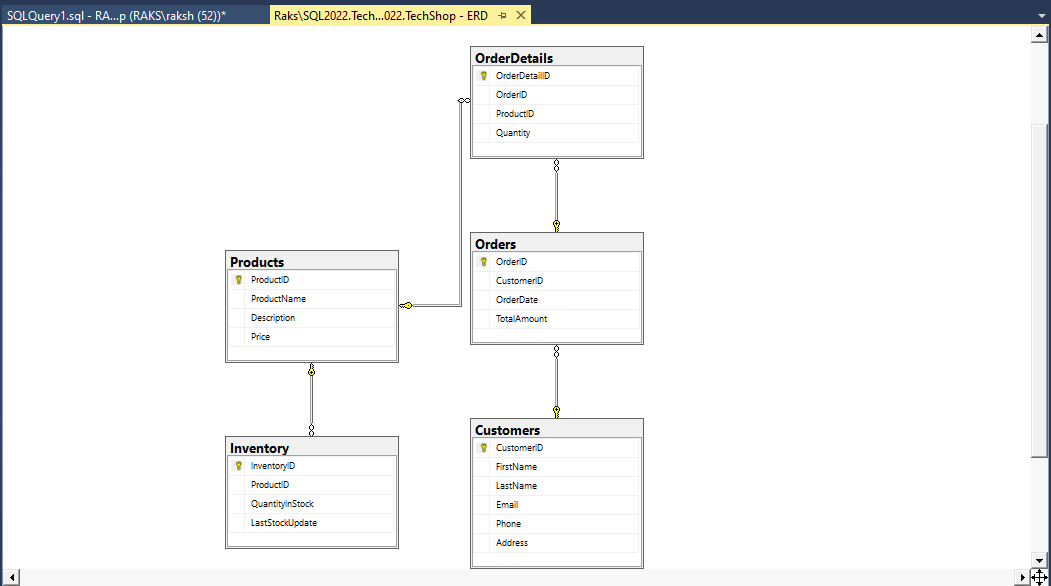 SQLQuery1.sql - RA...p (RAKS\raksh (52))*
Raks\SQL2022.Tech...022.TechShop - ERD
OrderDetails
OrderDetailID
OrderID
ProductID
Quantity
Orders
OrderID
CustomerID
OrderDate
TotalAmount
Products
ProductID
ProductName
Description
Price
Inventory
InventoryID
ProductID
QuantityInStock
LastStockUpdate
Customers
CustomerID
FirstName
LastName
Email
Phone
Address